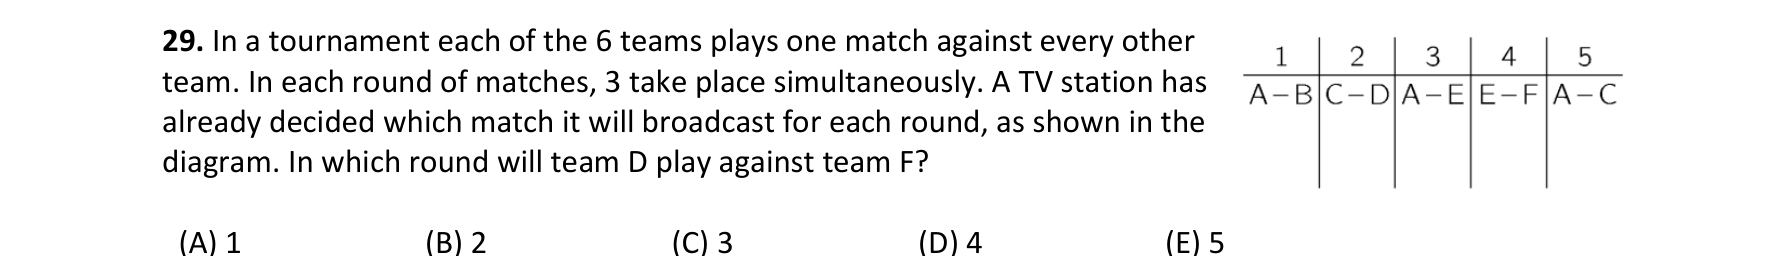 29. In a tournament each of the 6 teams plays one match against every other
team. In each round of matches, 3 take place simultaneously. A TV station has
already decided which match it will broadcast for each round, as shown in the
diagram. In which round will team D play against team F?
1 2 3 4 5
A–B C–D A–E E–F A–C
(A) 1 (B) 2 (C) 3 (D) 4 (E) 5